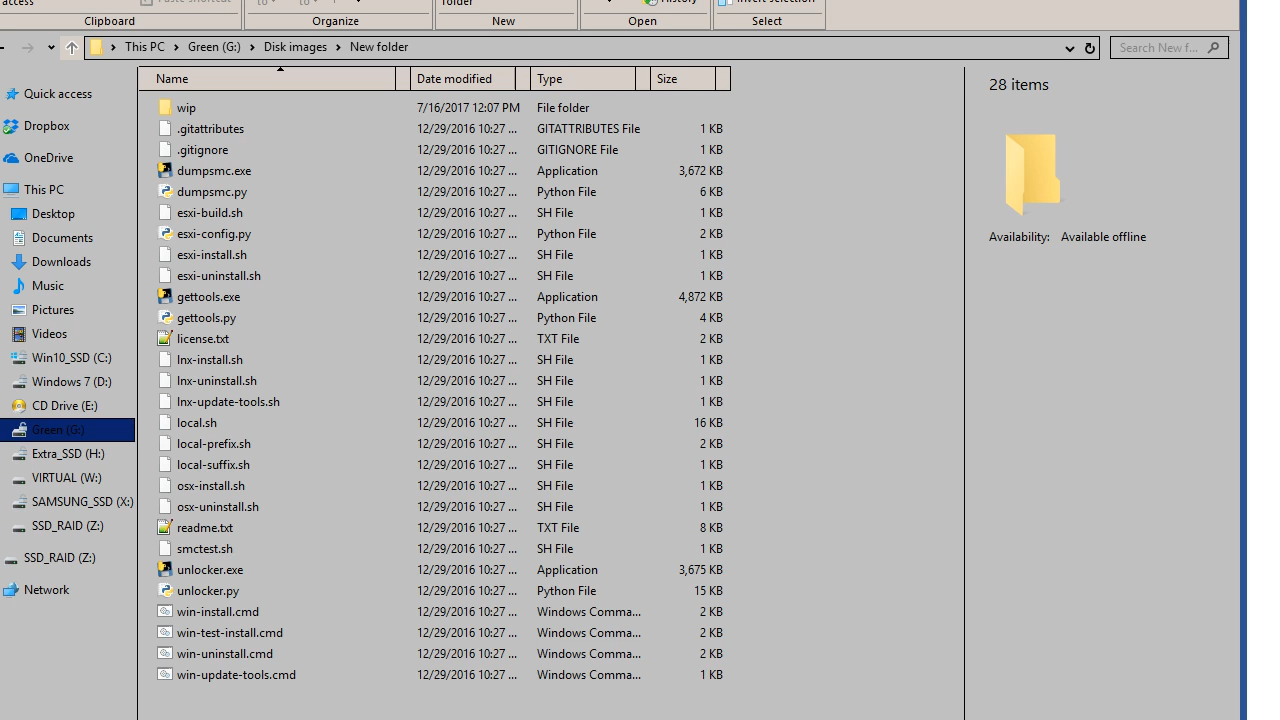 access Paste shortcut to to folder History Invert selection
Clipboard Organize New Open Select
This PC Green (G:) Disk images New folder Search New f...
Name Date modified Type Size
28 items
Availability: Available offline
Quick access
Dropbox
OneDrive
This PC
Desktop
Documents
Downloads
Music
Pictures
Videos
Win10_SSD (C:)
Windows 7 (D:)
CD Drive (E:)
Green (G:)
Extra_SSD (H:)
VIRTUAL (W:)
SAMSUNG_SSD (X:)
SSD_RAID (Z:)
SSD_RAID (Z:)
Network
wip 7/16/2017 12:07 PM File folder
.gitattributes 12/29/2016 10:27 ... GITATTRIBUTES File 1 KB
.gitignore 12/29/2016 10:27 ... GITIGNORE File 1 KB
dumpsmc.exe 12/29/2016 10:27 ... Application 3,672 KB
dumpsmc.py 12/29/2016 10:27 ... Python File 6 KB
esxi-build.sh 12/29/2016 10:27 ... SH File 1 KB
esxi-config.py 12/29/2016 10:27 ... Python File 2 KB
esxi-install.sh 12/29/2016 10:27 ... SH File 1 KB
esxi-uninstall.sh 12/29/2016 10:27 ... SH File 1 KB
gettools.exe 12/29/2016 10:27 ... Application 4,872 KB
gettools.py 12/29/2016 10:27 ... Python File 4 KB
license.txt 12/29/2016 10:27 ... TXT File 2 KB
lnx-install.sh 12/29/2016 10:27 ... SH File 1 KB
lnx-uninstall.sh 12/29/2016 10:27 ... SH File 1 KB
lnx-update-tools.sh 12/29/2016 10:27 ... SH File 1 KB
local.sh 12/29/2016 10:27 ... SH File 16 KB
local-prefix.sh 12/29/2016 10:27 ... SH File 2 KB
local-suffix.sh 12/29/2016 10:27 ... SH File 1 KB
osx-install.sh 12/29/2016 10:27 ... SH File 1 KB
osx-uninstall.sh 12/29/2016 10:27 ... SH File 1 KB
readme.txt 12/29/2016 10:27 ... TXT File 8 KB
smctest.sh 12/29/2016 10:27 ... SH File 1 KB
unlocker.exe 12/29/2016 10:27 ... Application 3,675 KB
unlocker.py 12/29/2016 10:27 ... Python File 15 KB
win-install.cmd 12/29/2016 10:27 ... Windows Comma... 2 KB
win-test-install.cmd 12/29/2016 10:27 ... Windows Comma... 2 KB
win-uninstall.cmd 12/29/2016 10:27 ... Windows Comma... 2 KB
win-update-tools.cmd 12/29/2016 10:27 ... Windows Comma... 1 KB